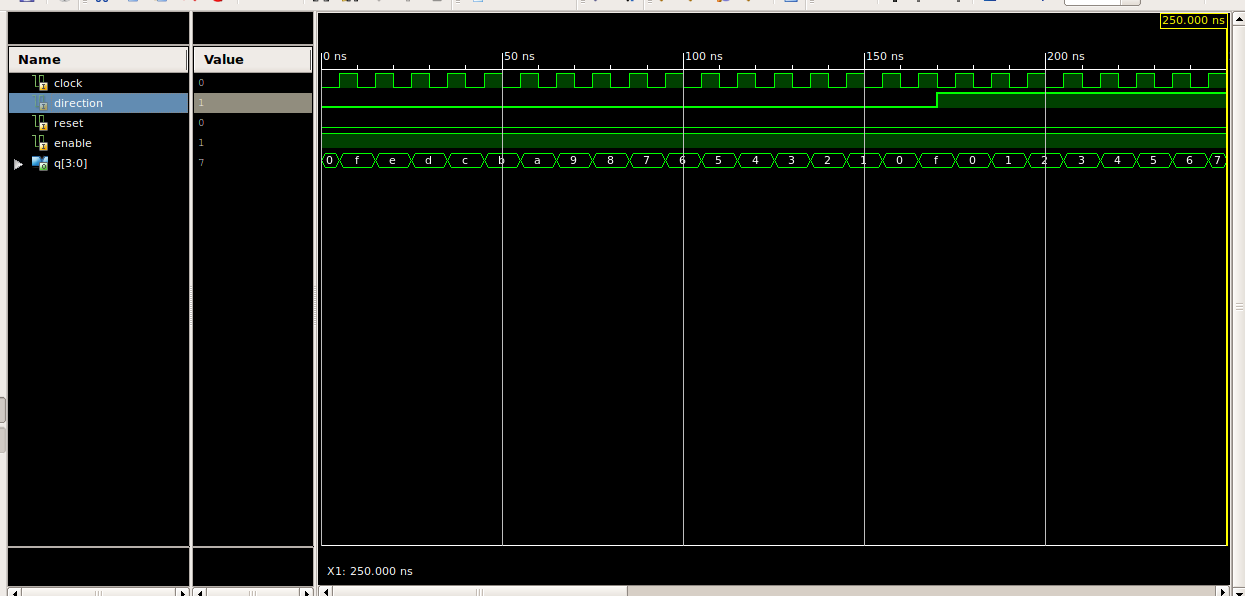 250.000 ns
Name Value 0 ns 50 ns 100 ns 150 ns 200 ns
clock 0
direction 1
reset 0
enable 1
q[3:0] 7 0 f e d c b a 9 8 7 6 5 4 3 2 1 0 f 0 1 2 3 4 5 6 7
X1: 250.000 ns